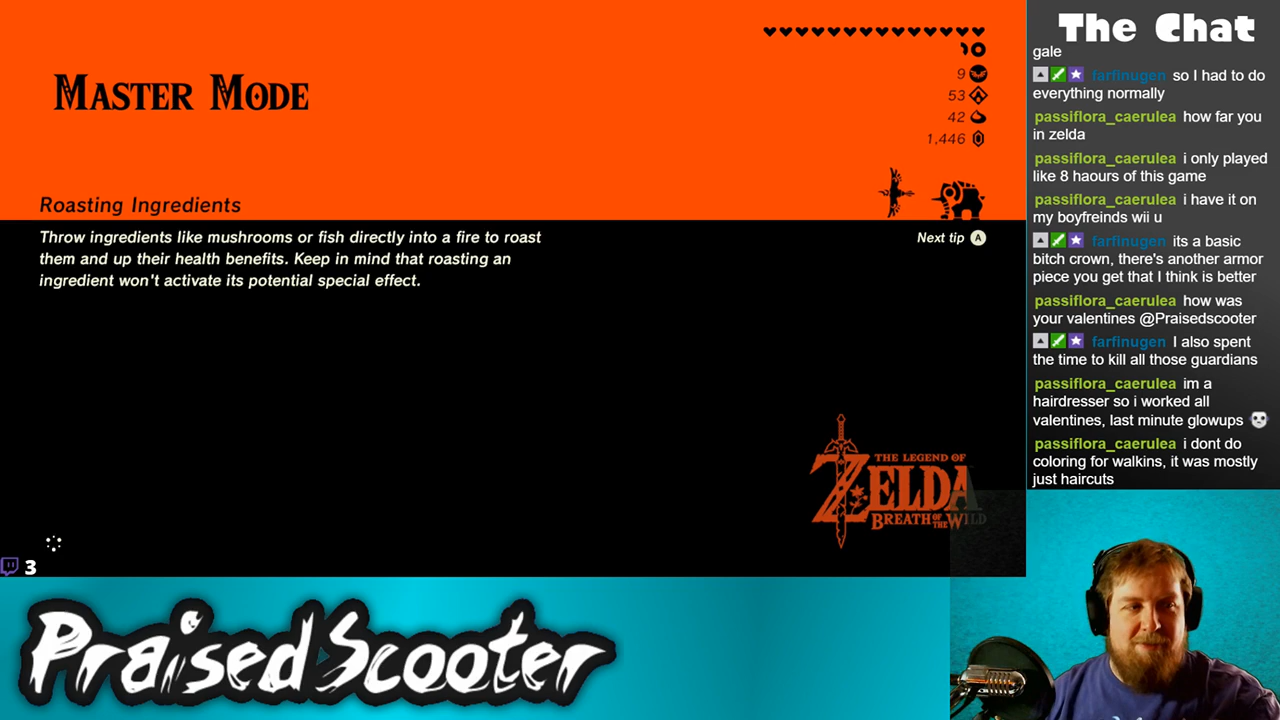 MASTER MODE
9
53
42
1,446
Roasting Ingredients
Throw ingredients like mushrooms or fish directly into a fire to roast
them and up their health benefits. Keep in mind that roasting an
ingredient won't activate its potential special effect.
Next tip A
THE LEGEND OF
ZELDA
BREATH OF THE WILD
3
PraisedScooter
The Chat
gale
farfinugen so I had to do
everything normally
passiflora_caerulea how far you
in zelda
passiflora_caerulea i only played
like 8 haours of this game
passiflora_caerulea i have it on
my boyfreinds wii u
farfinugen its a basic
bitch crown, there's another armor
piece you get that I think is better
passiflora_caerulea how was
your valentines @Praisedscooter
farfinugen I also spent
the time to kill all those guardians
passiflora_caerulea im a
hairdresser so i worked all
valentines, last minute glowups
passiflora_caerulea i dont do
coloring for walkins, it was mostly
just haircuts